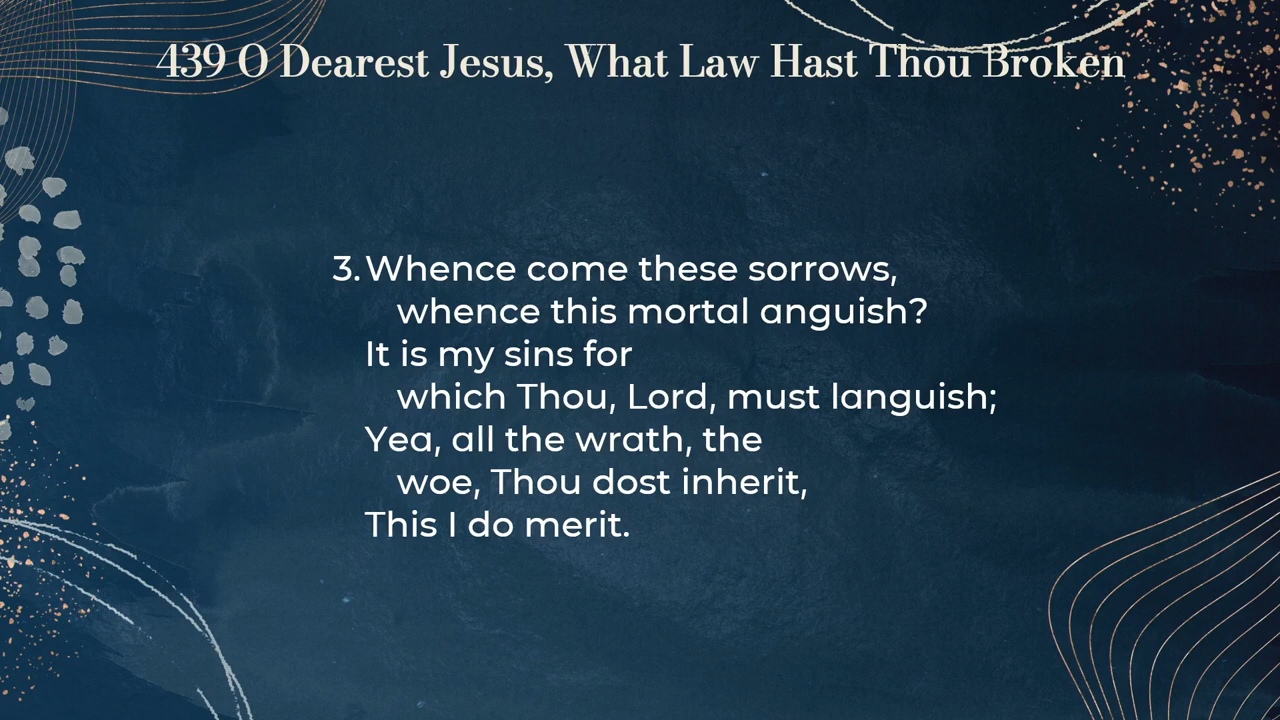 439 O Dearest Jesus, What Law Hast Thou Broken
3. Whence come these sorrows,
whence this mortal anguish?
It is my sins for
which Thou, Lord, must languish;
Yea, all the wrath, the
woe, Thou dost inherit,
This I do merit.